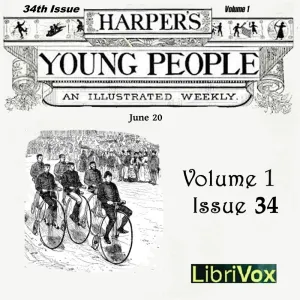 34th Issue
Volume 1
HARPER'S
YOUNG PEOPLE
AN ILLUSTRATED WEEKLY.
June 20
Volume 1
Issue 34
LibriVox